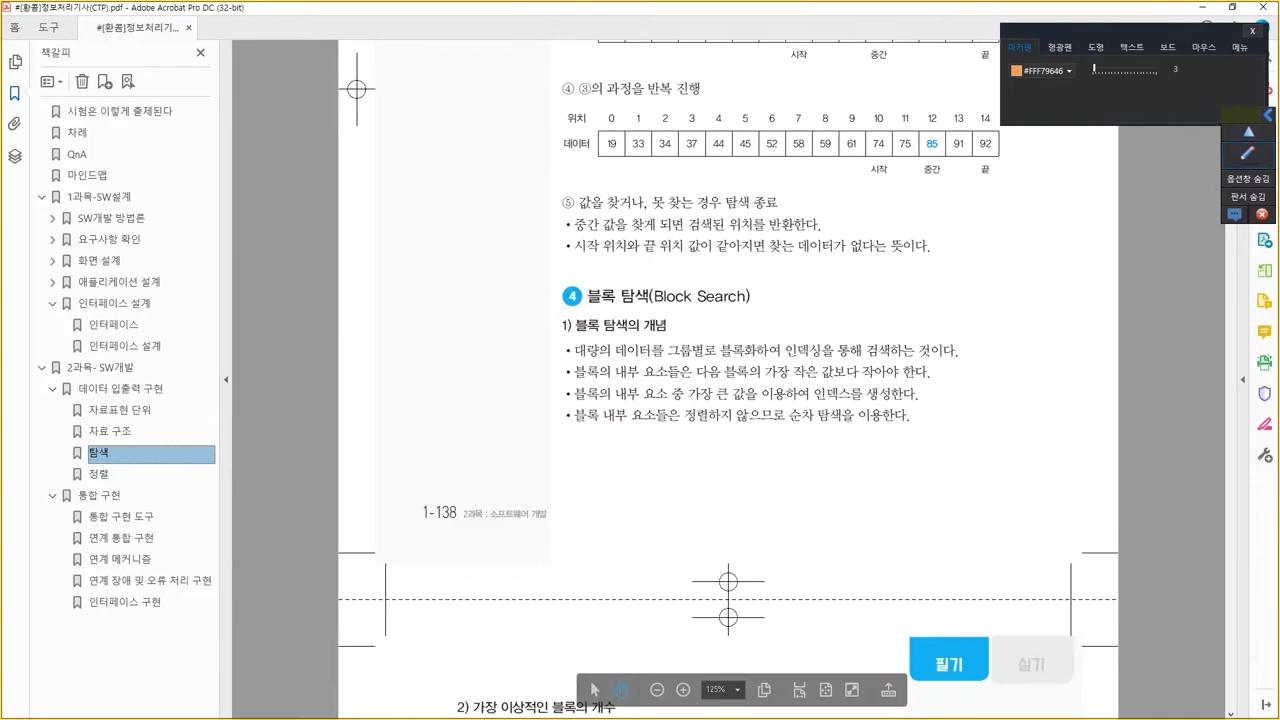 #[환콤]정보처리기사(CTP).pdf - Adobe Acrobat Pro DC (32-bit)
홈
도구
#[환콤]정보처리기...
책갈피
시험은 이렇게 출제된다
차례
QnA
마인드맵
1과목-SW설계
SW개발 방법론
요구사항 확인
화면 설계
애플리케이션 설계
인터페이스 설계
인터페이스
인터페이스 설계
2과목- SW개발
데이터 입출력 구현
자료표현 단위
자료 구조
탐색
정렬
통합 구현
통합 구현 도구
연계 통합 구현
연계 메커니즘
연계 장애 및 오류 처리 구현
인터페이스 구현
시작 중간 끝
④ ③의 과정을 반복 진행
위치 0 1 2 3 4 5 6 7 8 9 10 11 12 13 14
데이터 19 33 34 37 44 45 52 58 59 61 74 75 85 91 92
시작 중간 끝
⑤ 값을 찾거나, 못 찾는 경우 탐색 종료
• 중간 값을 찾게 되면 검색된 위치를 반환한다.
• 시작 위치와 끝 위치 값이 같아지면 찾는 데이터가 없다는 뜻이다.
4 블록 탐색(Block Search)
1) 블록 탐색의 개념
• 대량의 데이터를 그룹별로 블록화하여 인덱싱을 통해 검색하는 것이다.
• 블록의 내부 요소들은 다음 블록의 가장 작은 값보다 작아야 한다.
• 블록의 내부 요소 중 가장 큰 값을 이용하여 인덱스를 생성한다.
• 블록 내부 요소들은 정렬하지 않으므로 순차 탐색을 이용한다.
1-138 2과목 : 소프트웨어 개발
필기
실기
2) 가장 이상적인 블록의 개수
125%
X
마커펜 형광펜 도형 텍스트 보드 마우스 메뉴
#FFF79646
3
옵션창 숨김
판서 숨김